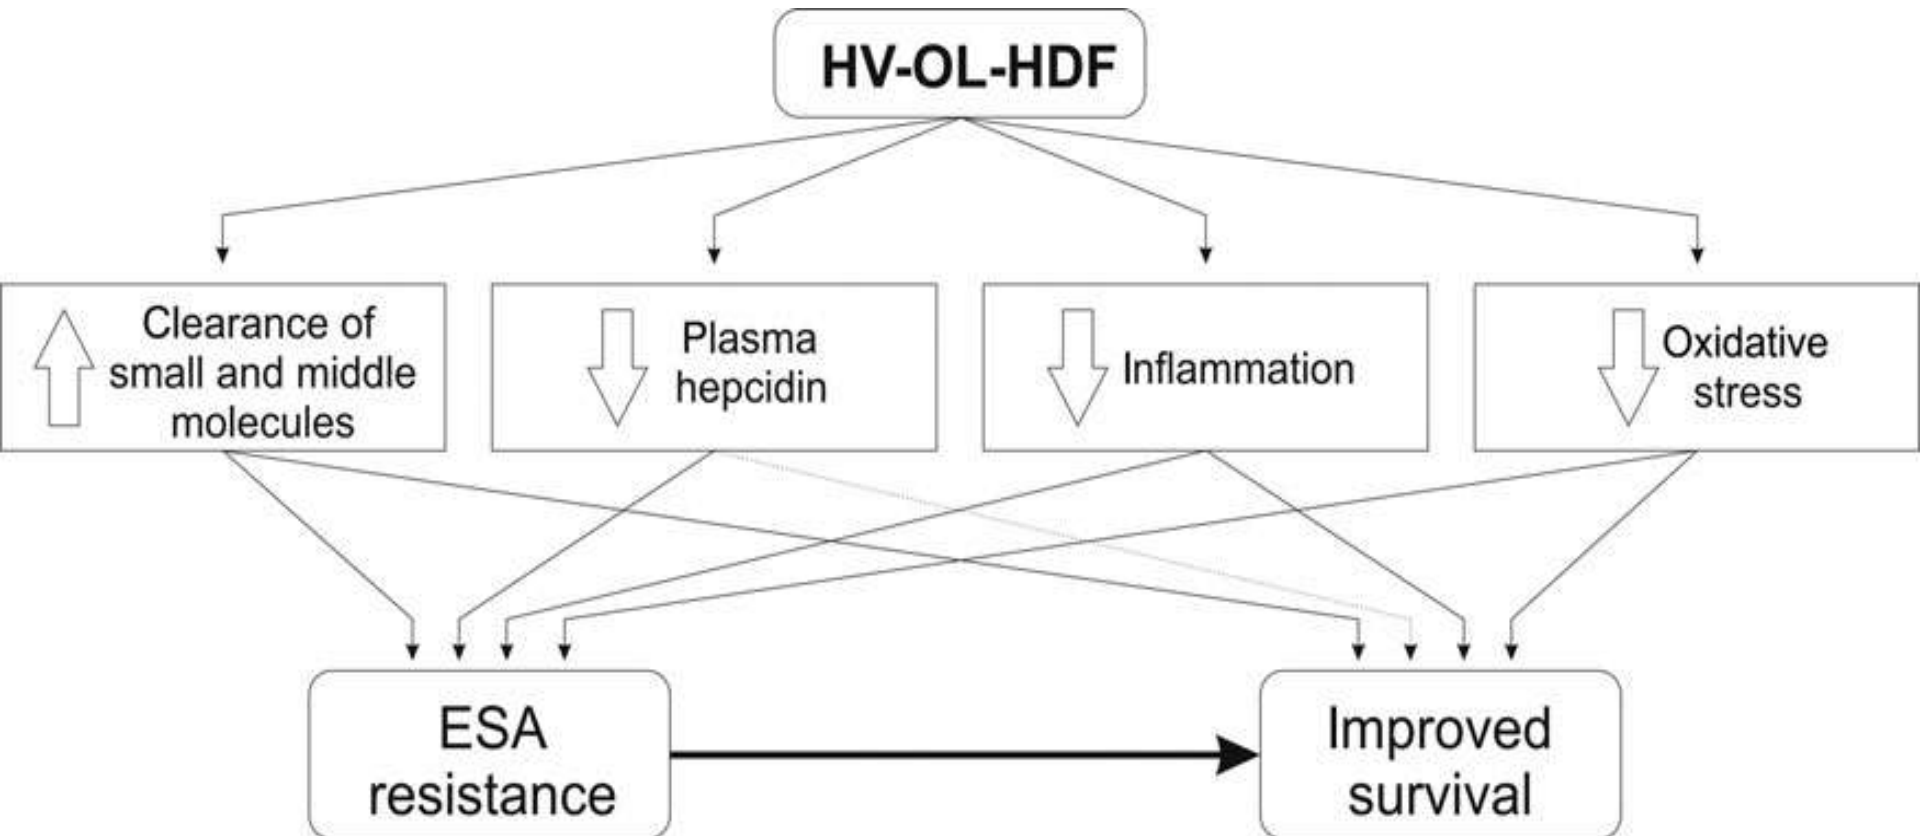 HV-OL-HDF
Clearance of
small and middle
molecules
Plasma
hepcidin
Inflammation
Oxidative
stress
ESA
resistance
Improved
survival